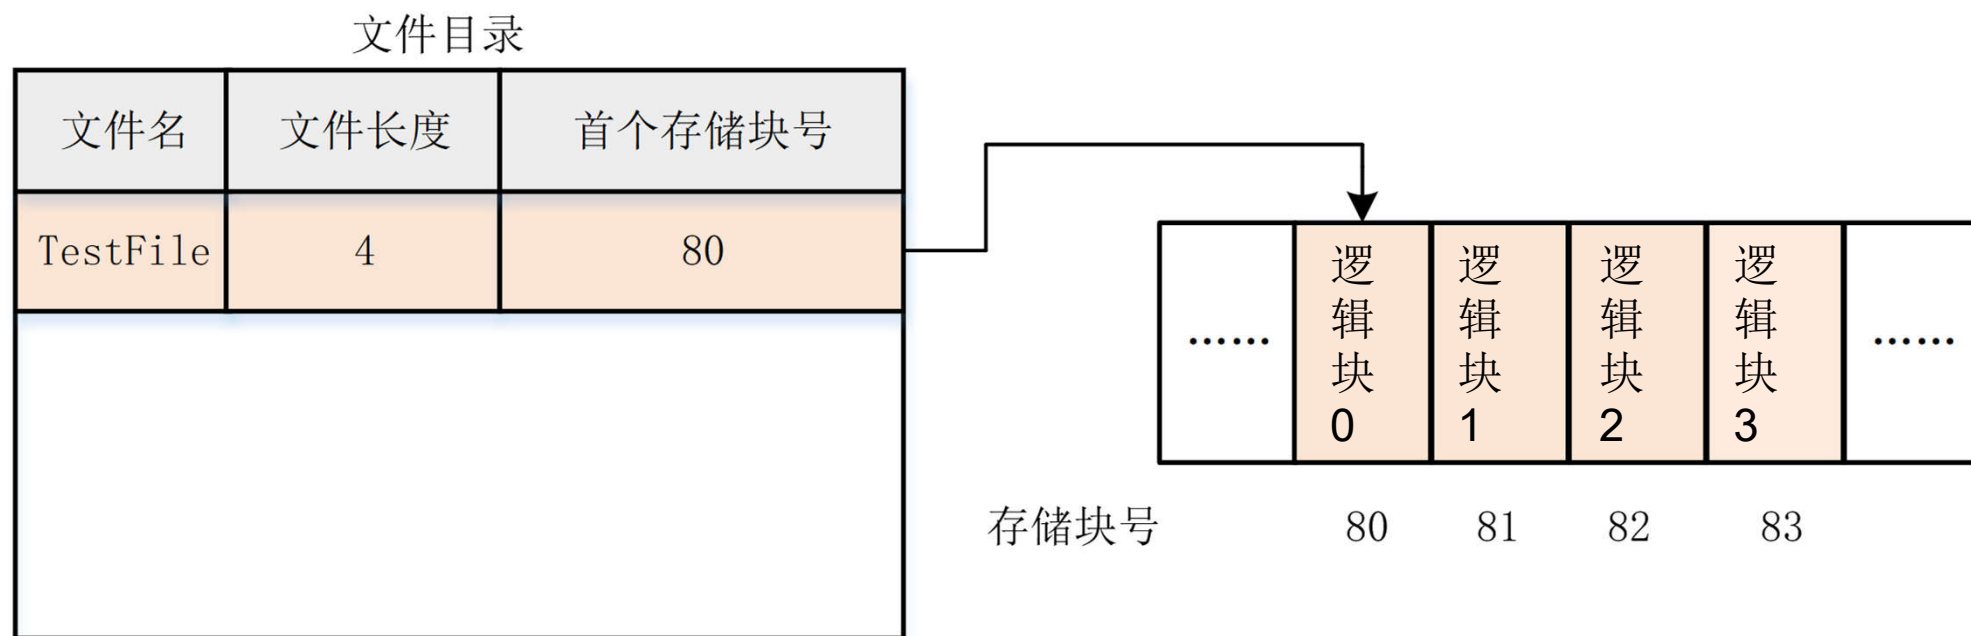 文件目录
文件名 文件长度 首个存储块号
TestFile 4 80
…… 逻辑块0 逻辑块1 逻辑块2 逻辑块3 ……
存储块号 80 81 82 83